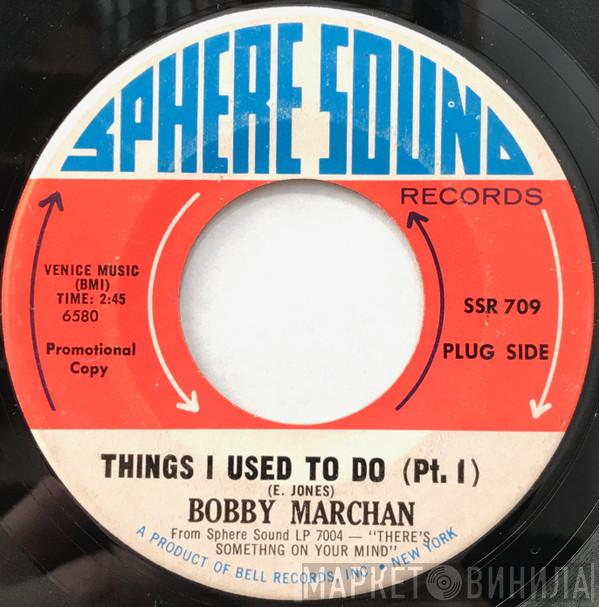 SPHERE SOUND
RECORDS
VENICE MUSIC
(BMI)
TIME: 2:45
6580
Promotional
Copy
SSR 709
PLUG SIDE
THINGS I USED TO DO (Pt. I)
(E. JONES)
BOBBY MARCHAN
From Sphere Sound LP 7004 — "THERE'S
SOMETHNG ON YOUR MIND"
A PRODUCT OF BELL RECORDS, INC. • NEW YORK
МАРКЕТ ВИНИЛА